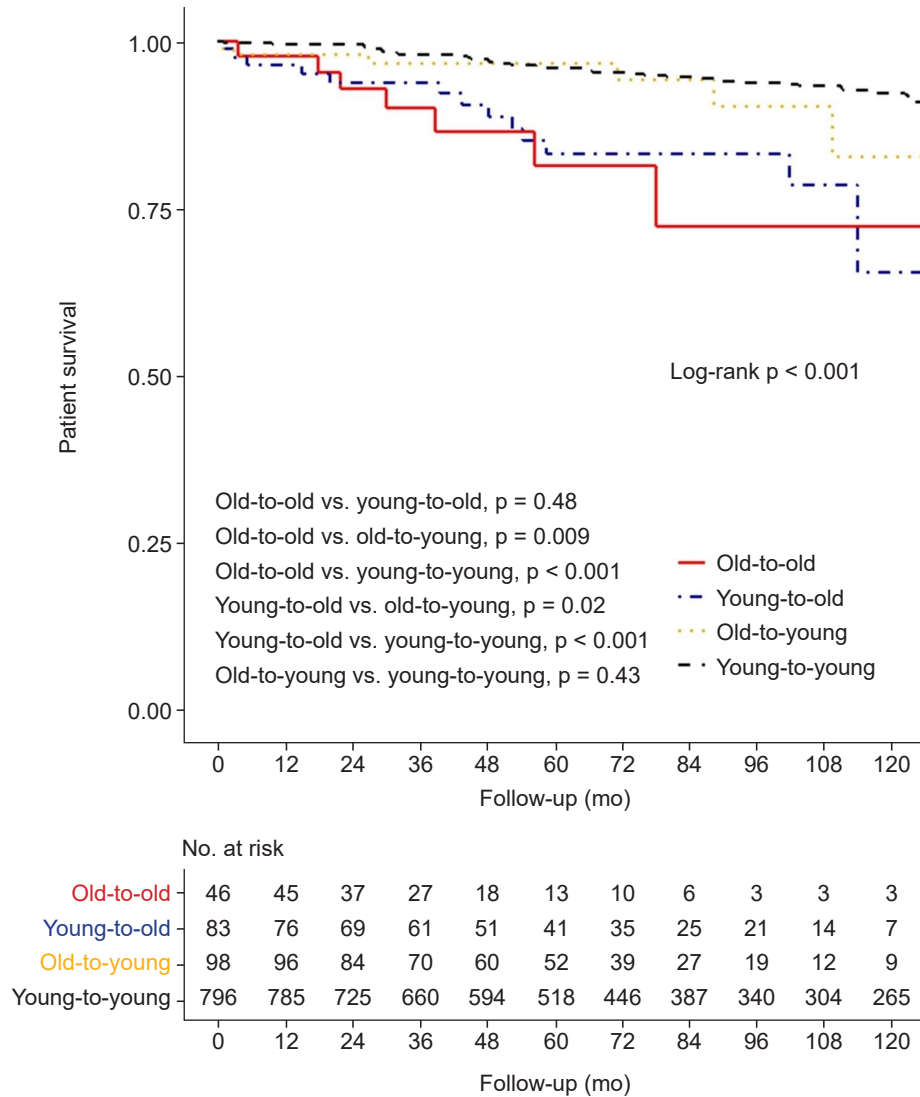 1.00
0.75
0.50
0.25
0.00
Patient survival
Log-rank p < 0.001
Old-to-old vs. young-to-old, p = 0.48
Old-to-old vs. old-to-young, p = 0.009
Old-to-old vs. young-to-young, p < 0.001
Young-to-old vs. old-to-young, p = 0.02
Young-to-old vs. young-to-young, p < 0.001
Old-to-young vs. young-to-young, p = 0.43
Old-to-old
Young-to-old
Old-to-young
Young-to-young
0 12 24 36 48 60 72 84 96 108 120
Follow-up (mo)
No. at risk
Old-to-old 46 45 37 27 18 13 10 6 3 3 3
Young-to-old 83 76 69 61 51 41 35 25 21 14 7
Old-to-young 98 96 84 70 60 52 39 27 19 12 9
Young-to-young 796 785 725 660 594 518 446 387 340 304 265
0 12 24 36 48 60 72 84 96 108 120
Follow-up (mo)